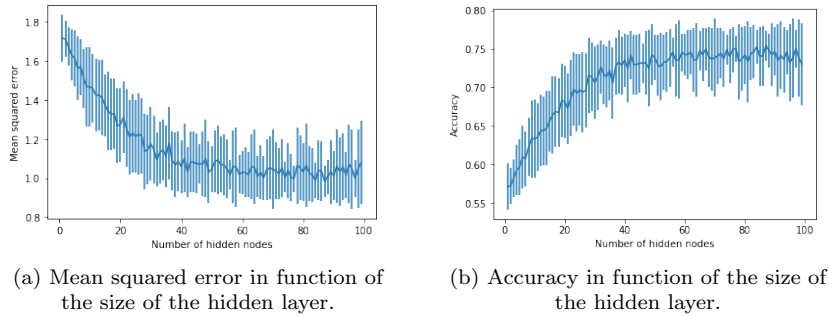 1.8
1.6
1.4
1.2
1.0
0.8
Mean squared error
0 20 40 60 80 100
Number of hidden nodes
(a) Mean squared error in function of
the size of the hidden layer.
0.80
0.75
0.70
0.65
0.60
0.55
Accuracy
0 20 40 60 80 100
Number of hidden nodes
(b) Accuracy in function of the size of
the hidden layer.